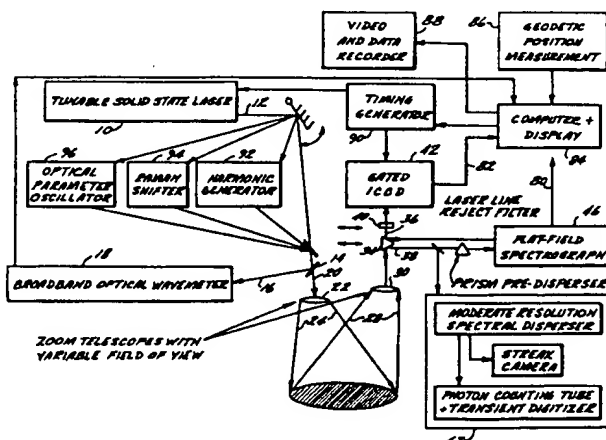 VIDEO
AND DATA
RECORDER
88
86
GEODETIC
POSITION
MEASUREMENT
TUNABLE SOLID STATE LASER
10
12
TIMING
GENERATOR
90
COMPUTER +
DISPLAY
84
96
OPTICAL
PARAMETER
OSCILLATOR
94
RAMAN
SHIFTER
92
HARMONIC
GENERATOR
42
GATED
ICCD
82
LASER LINE
REJECT FILTER
80
40
36
34
38
46
FLAT-FIELD
SPECTROGRAPH
18
BROADBAND OPTICAL WAVEMETER
14
16
20
22
30
PRISM PRE-DISPERSER
26
28
ZOOM TELESCOPES WITH
VARIABLE FIELD OF VIEW
MODERATE RESOLUTION
SPECTRAL DISPERSER
STREAK
CAMERA
PHOTON COUNTING TUBE
+TRANSIENT DIGITIZER